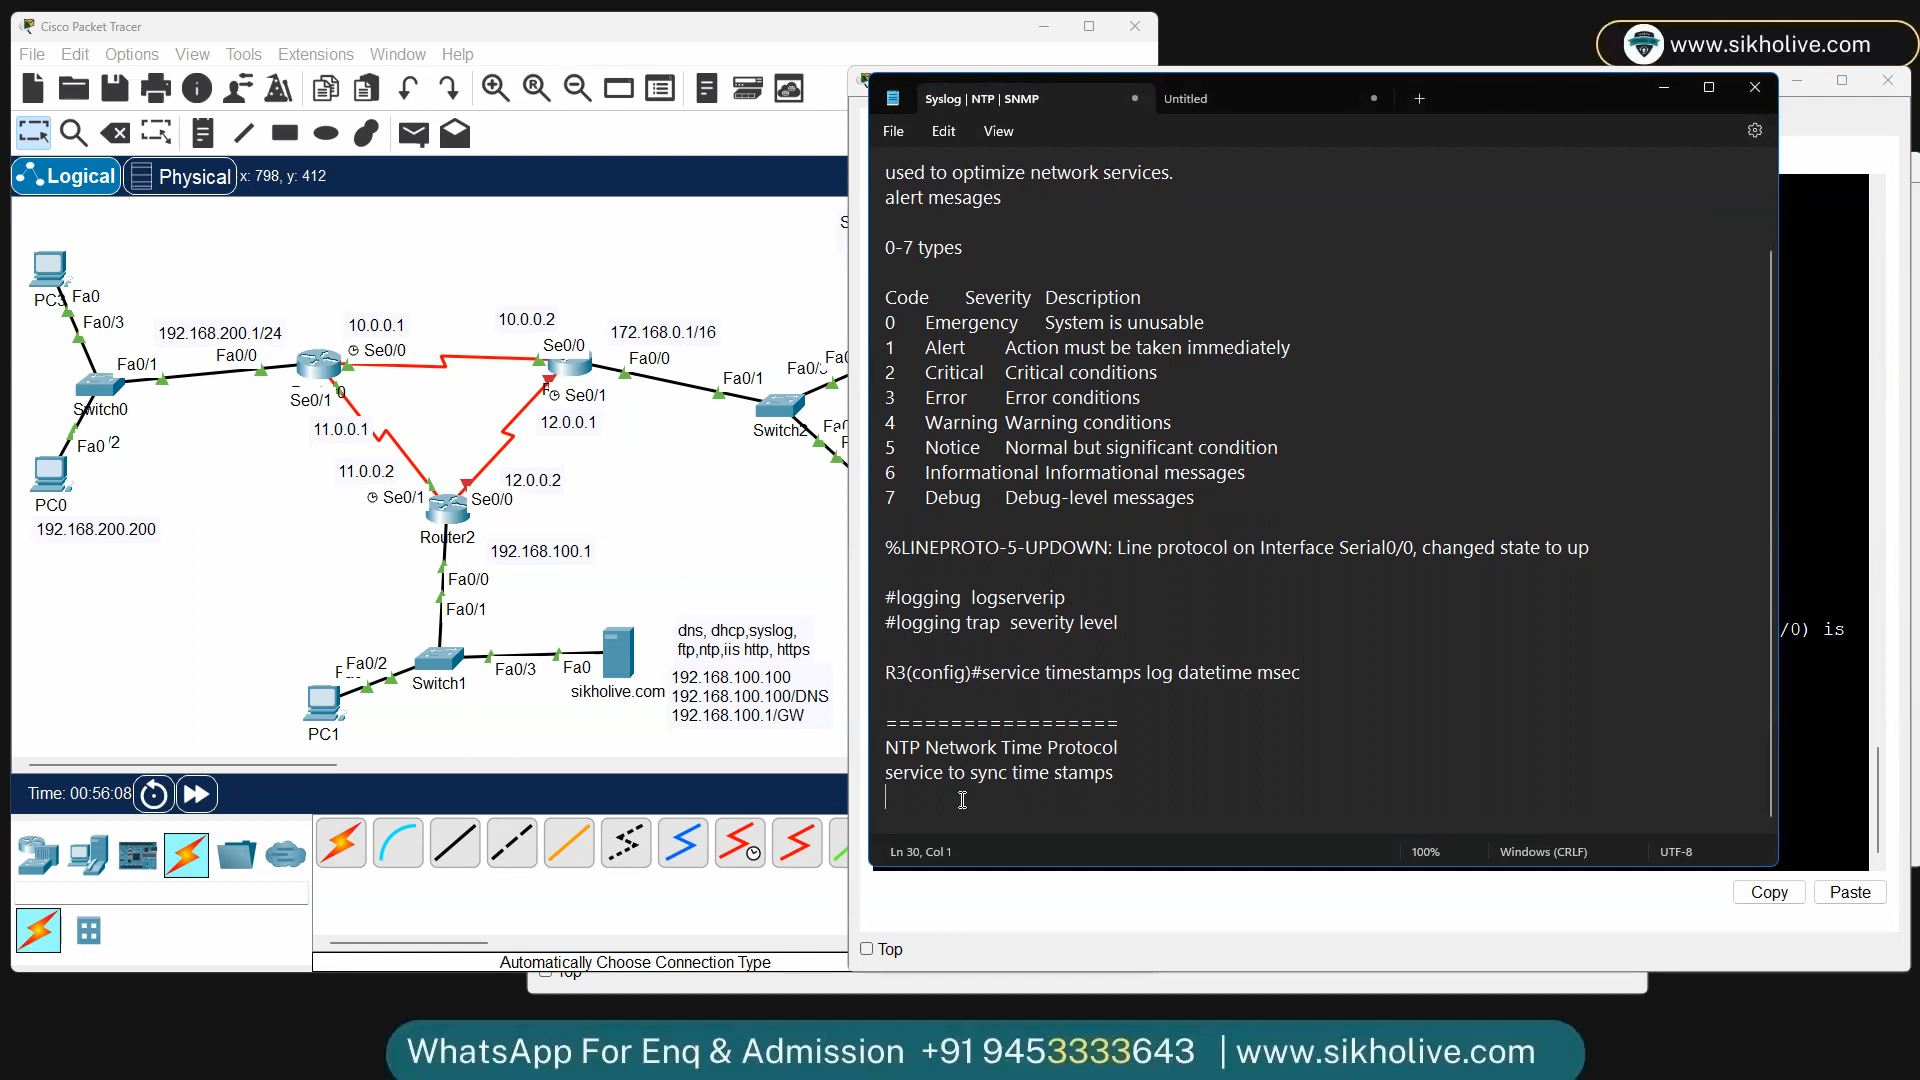 Cisco Packet Tracer
File Edit Options View Tools Extensions Window Help
Logical Physical x: 798, y: 412
PC3
Fa0
Fa0/3
192.168.200.1/24
Fa0/1
Fa0/0
Switch0
Fa0
/2
PC0
192.168.200.200
10.0.0.1
Se0/0
Se0/1
0
11.0.0.1
10.0.0.2
Se0/0
172.168.0.1/16
Fa0/0
Se0/1
12.0.0.1
Fa0/1
Switch2
11.0.0.2
Se0/1
12.0.0.2
Se0/0
Router2
192.168.100.1
Fa0/0
Fa0/1
Fa0/2
Switch1
PC1
Fa0/3
Fa0
sikholive.com
dns, dhcp,syslog,
ftp,ntp,iis http, https
192.168.100.100
192.168.100.100/DNS
192.168.100.1/GW
Time: 00:56:08
Automatically Choose Connection Type
www.sikholive.com
Syslog | NTP | SNMP
Untitled
File Edit View
used to optimize network services.
alert mesages
0-7 types
Code Severity Description
0 Emergency System is unusable
1 Alert Action must be taken immediately
2 Critical Critical conditions
3 Error Error conditions
4 Warning Warning conditions
5 Notice Normal but significant condition
6 Informational Informational messages
7 Debug Debug-level messages
%LINEPROTO-5-UPDOWN: Line protocol on Interface Serial0/0, changed state to up
#logging logserverip
#logging trap severity level
R3(config)#service timestamps log datetime msec
==================
NTP Network Time Protocol
service to sync time stamps
Ln 30, Col 1 100% Windows (CRLF) UTF-8
/0) is
Copy Paste
Top
WhatsApp For Enq & Admission +91 9453333643 | www.sikholive.com